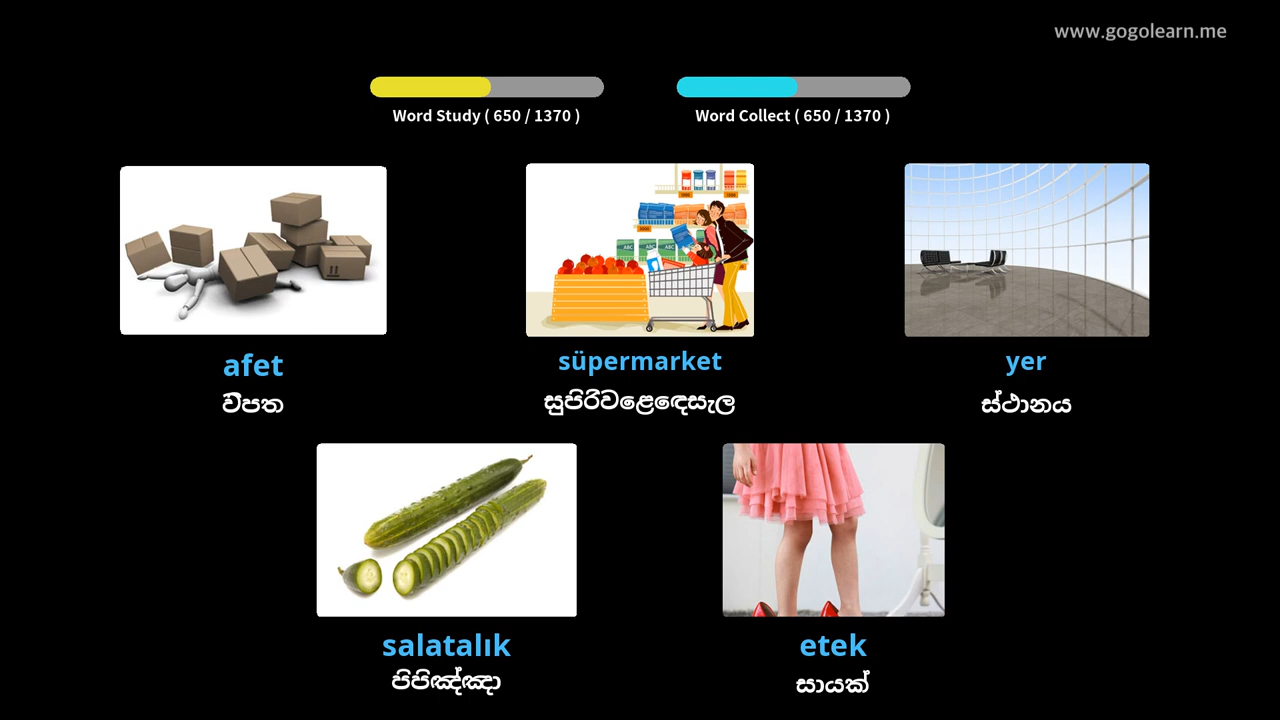 www.gogolearn.me
Word Study ( 650 / 1370 )
Word Collect ( 650 / 1370 )
afet
විපත
süpermarket
සුපිරිවළෙඳෙසැල
yer
ස්ථානය
salatalık
පිපිඤ්ඤා
etek
සායක්